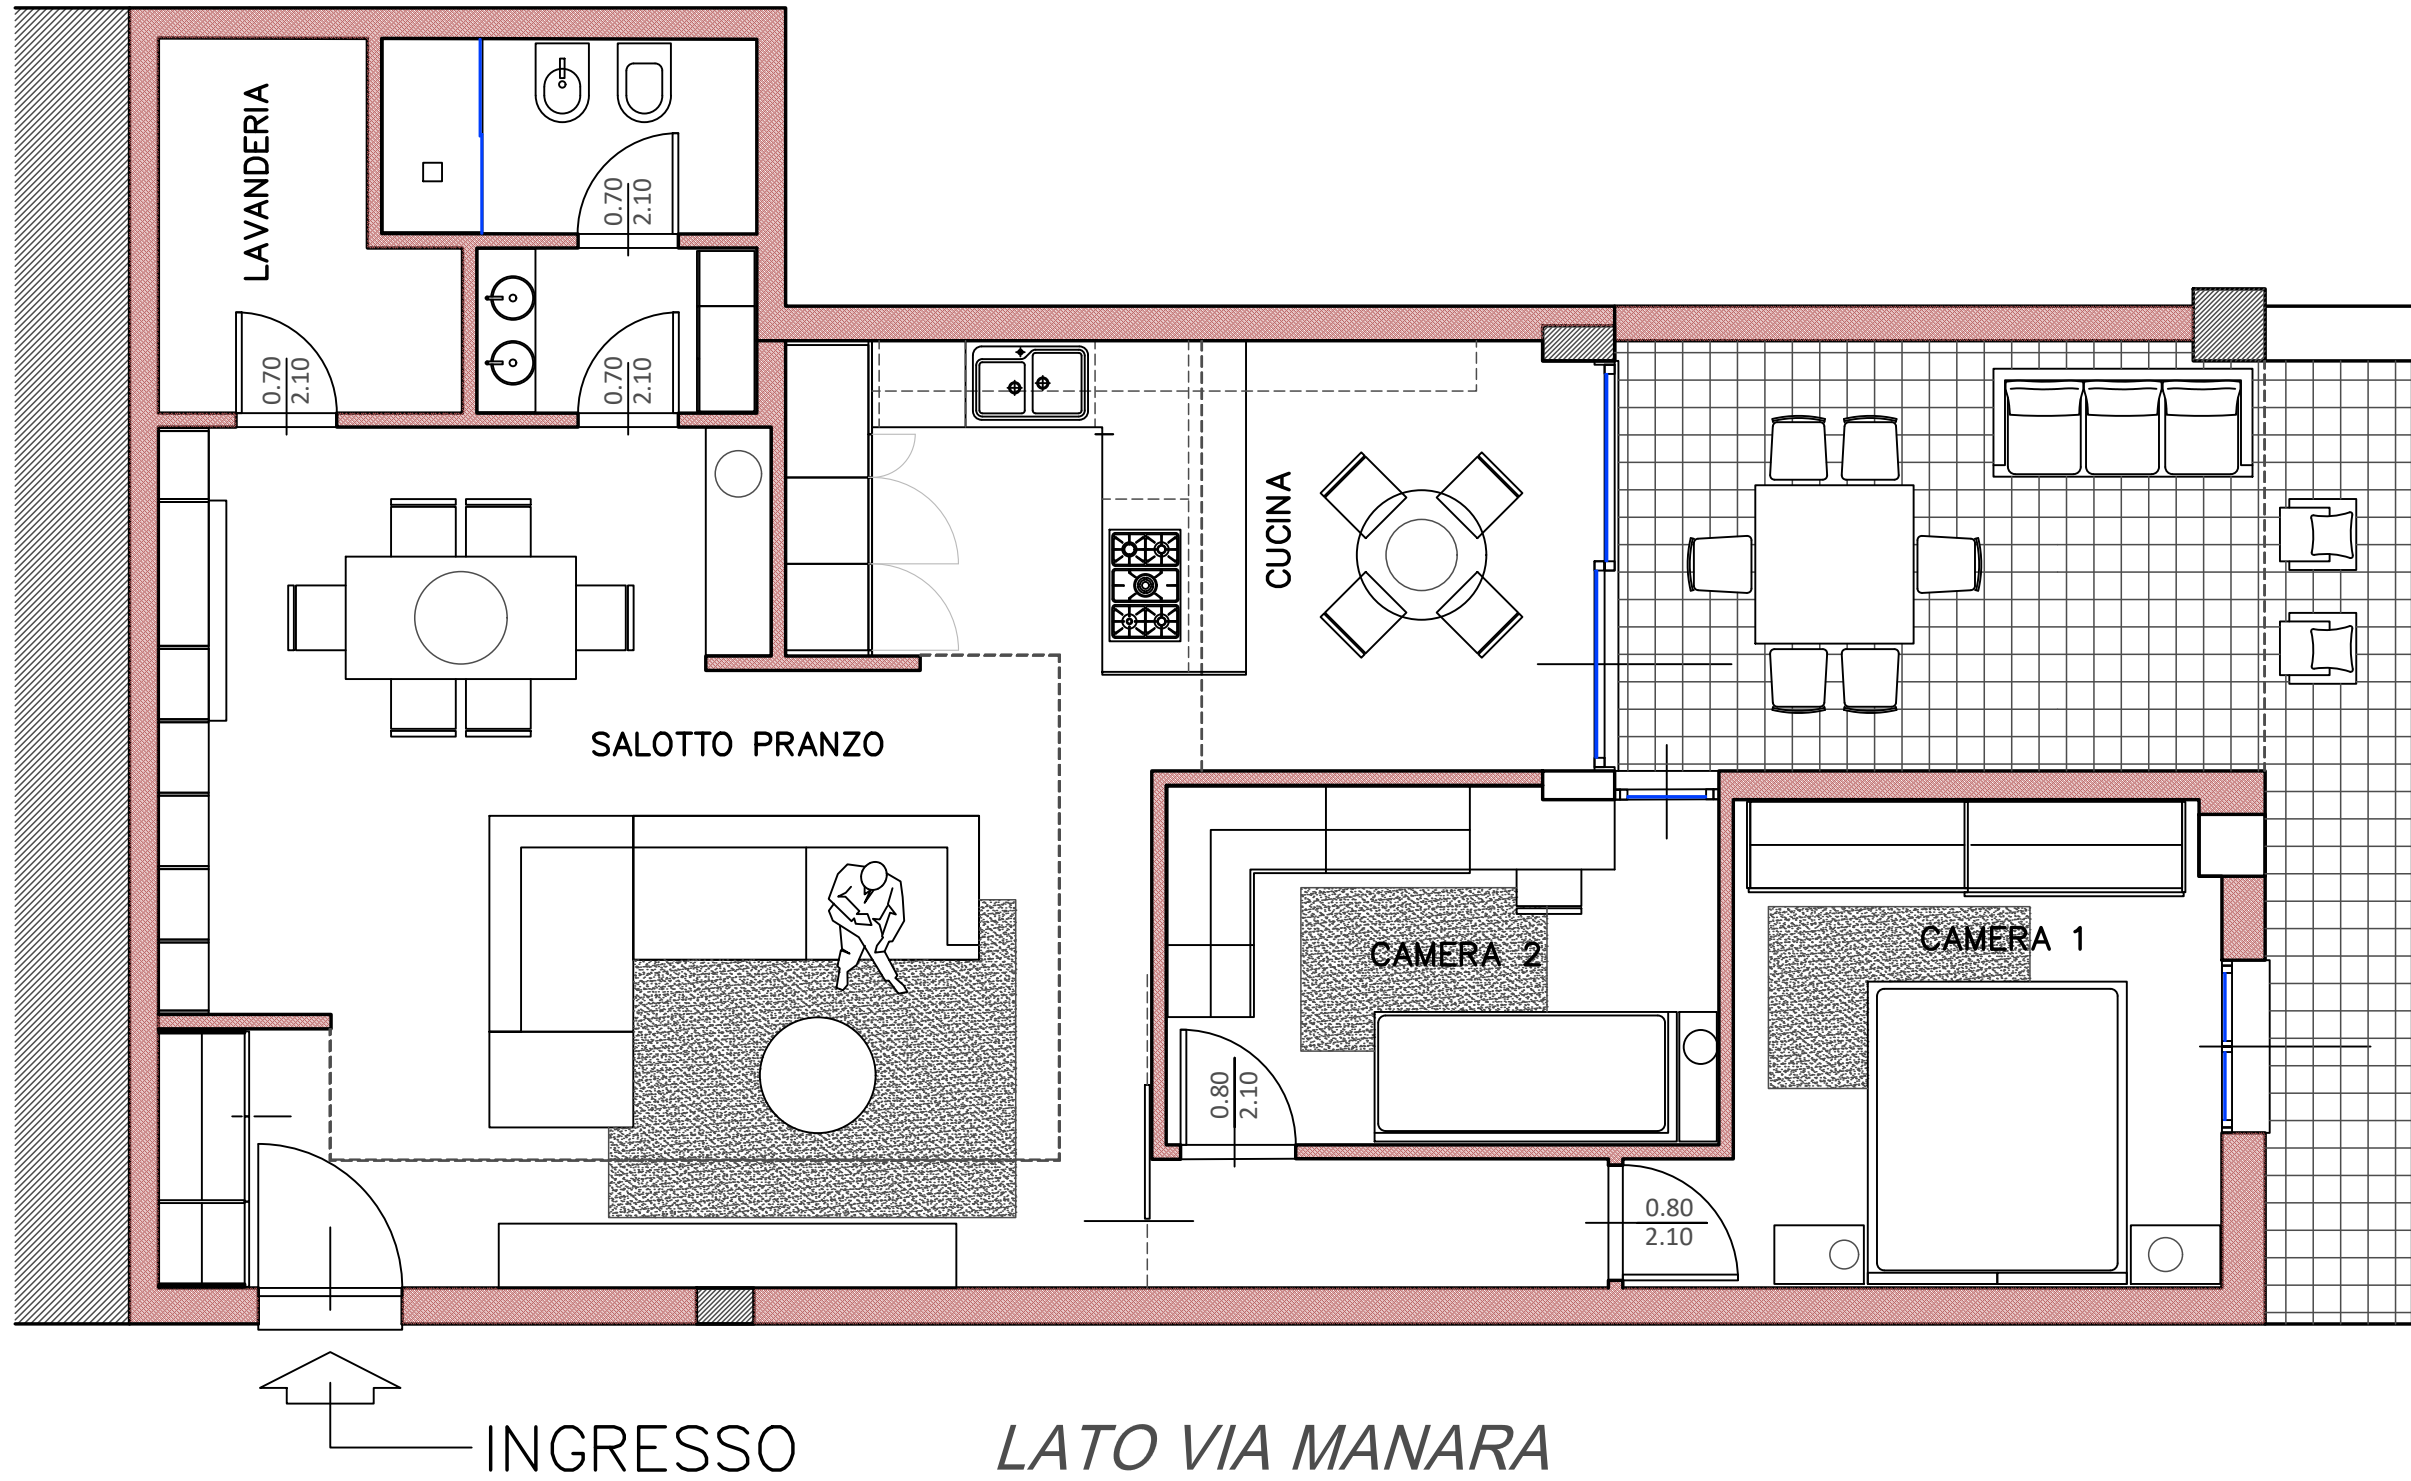 LAVANDERIA
0.70
2.10
0.70
2.10
0.70
2.10
CUCINA
SALOTTO PRANZO
CAMERA 2
CAMERA 1
0.80
2.10
0.80
2.10
INGRESSO
LATO VIA MANARA